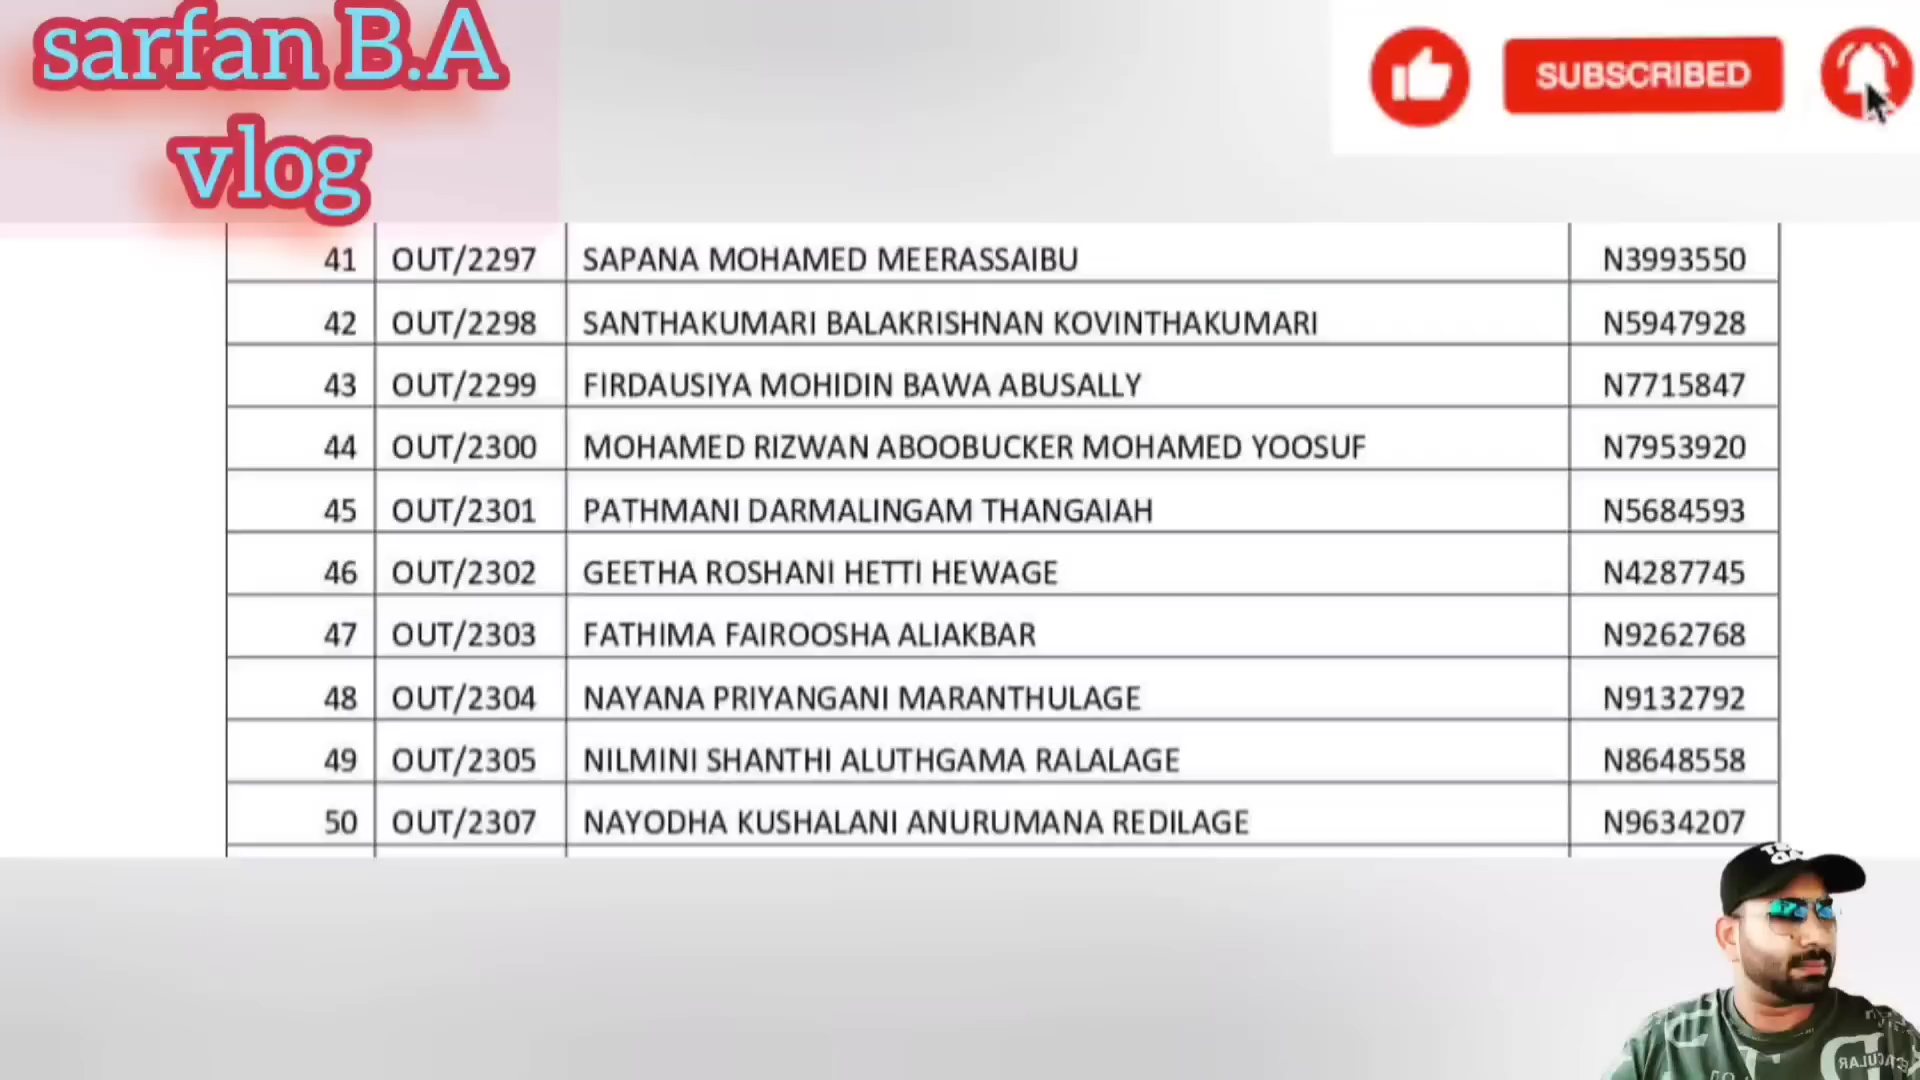 sarfan B.A
vlog
SUBSCRIBED
41 OUT/2297 SAPANA MOHAMED MEERASSAIBU N3993550
42 OUT/2298 SANTHAKUMARI BALAKRISHNAN KOVINTHAKUMARI N5947928
43 OUT/2299 FIRDAUSIYA MOHIDIN BAWA ABUSALLY N7715847
44 OUT/2300 MOHAMED RIZWAN ABOOBUCKER MOHAMED YOOSUF N7953920
45 OUT/2301 PATHMANI DARMALINGAM THANGAIAH N5684593
46 OUT/2302 GEETHA ROSHANI HETTI HEWAGE N4287745
47 OUT/2303 FATHIMA FAIROOSHA ALIAKBAR N9262768
48 OUT/2304 NAYANA PRIYANGANI MARANTHULAGE N9132792
49 OUT/2305 NILMINI SHANTHI ALUTHGAMA RALALAGE N8648558
50 OUT/2307 NAYODHA KUSHALANI ANURUMANA REDILAGE N9634207